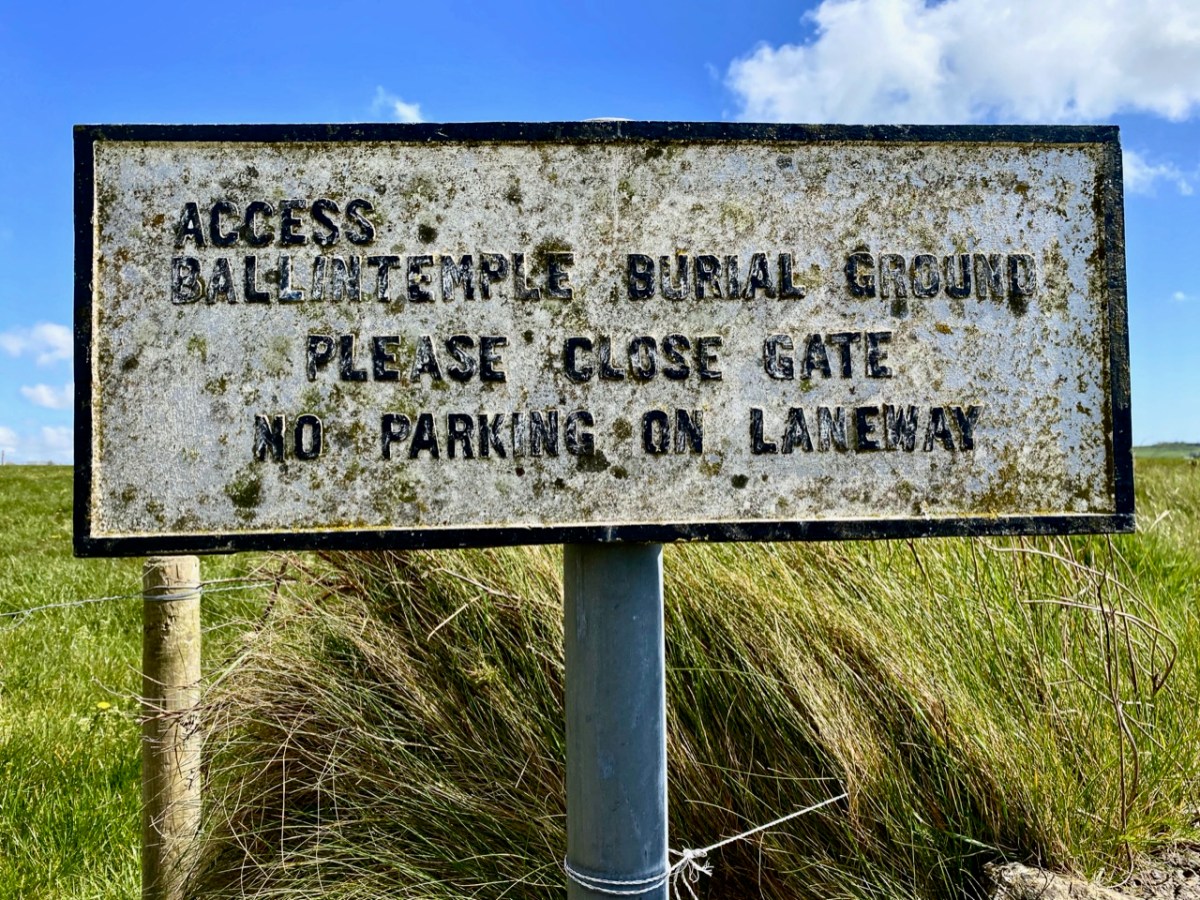 ACCESS
BALLINTEMPLE BURIAL GROUND
PLEASE CLOSE GATE
NO PARKING ON LANEWAY